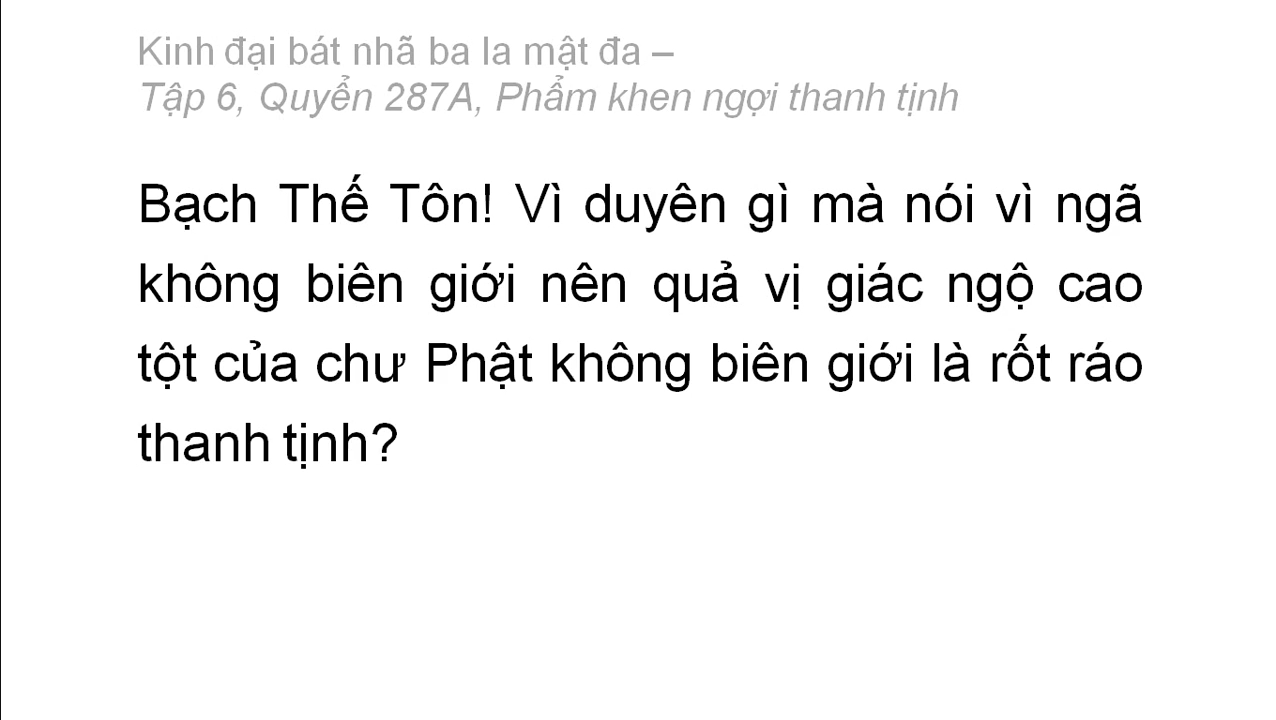 Kinh đại bát nhã ba la mật đa –
Tập 6, Quyển 287A, Phẩm khen ngợi thanh tịnh
Bạch Thế Tôn! Vì duyên gì mà nói vì ngã
không biên giới nên quả vị giác ngộ cao
tột của chư Phật không biên giới là rốt ráo
thanh tịnh?